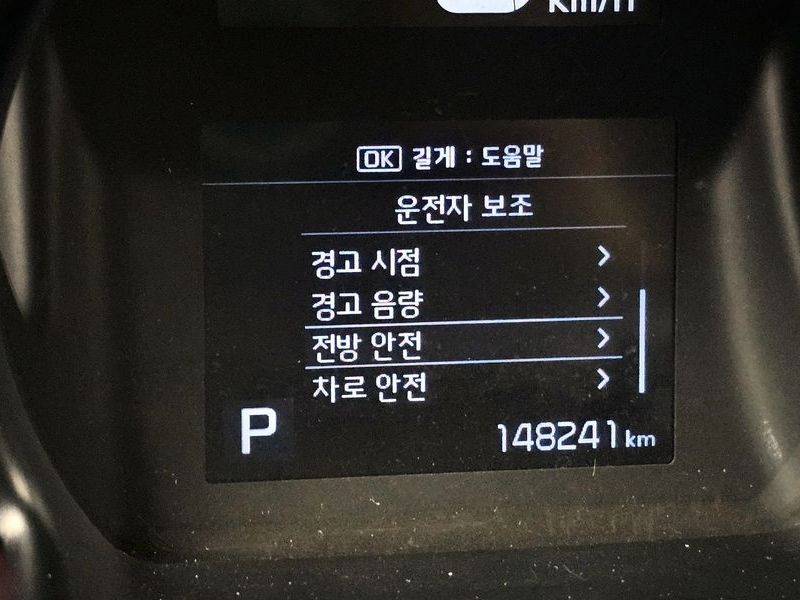 km/h
OK 길게 : 도움말
운전자 보조
경고 시점
경고 음량
전방 안전
차로 안전
P
148241 km